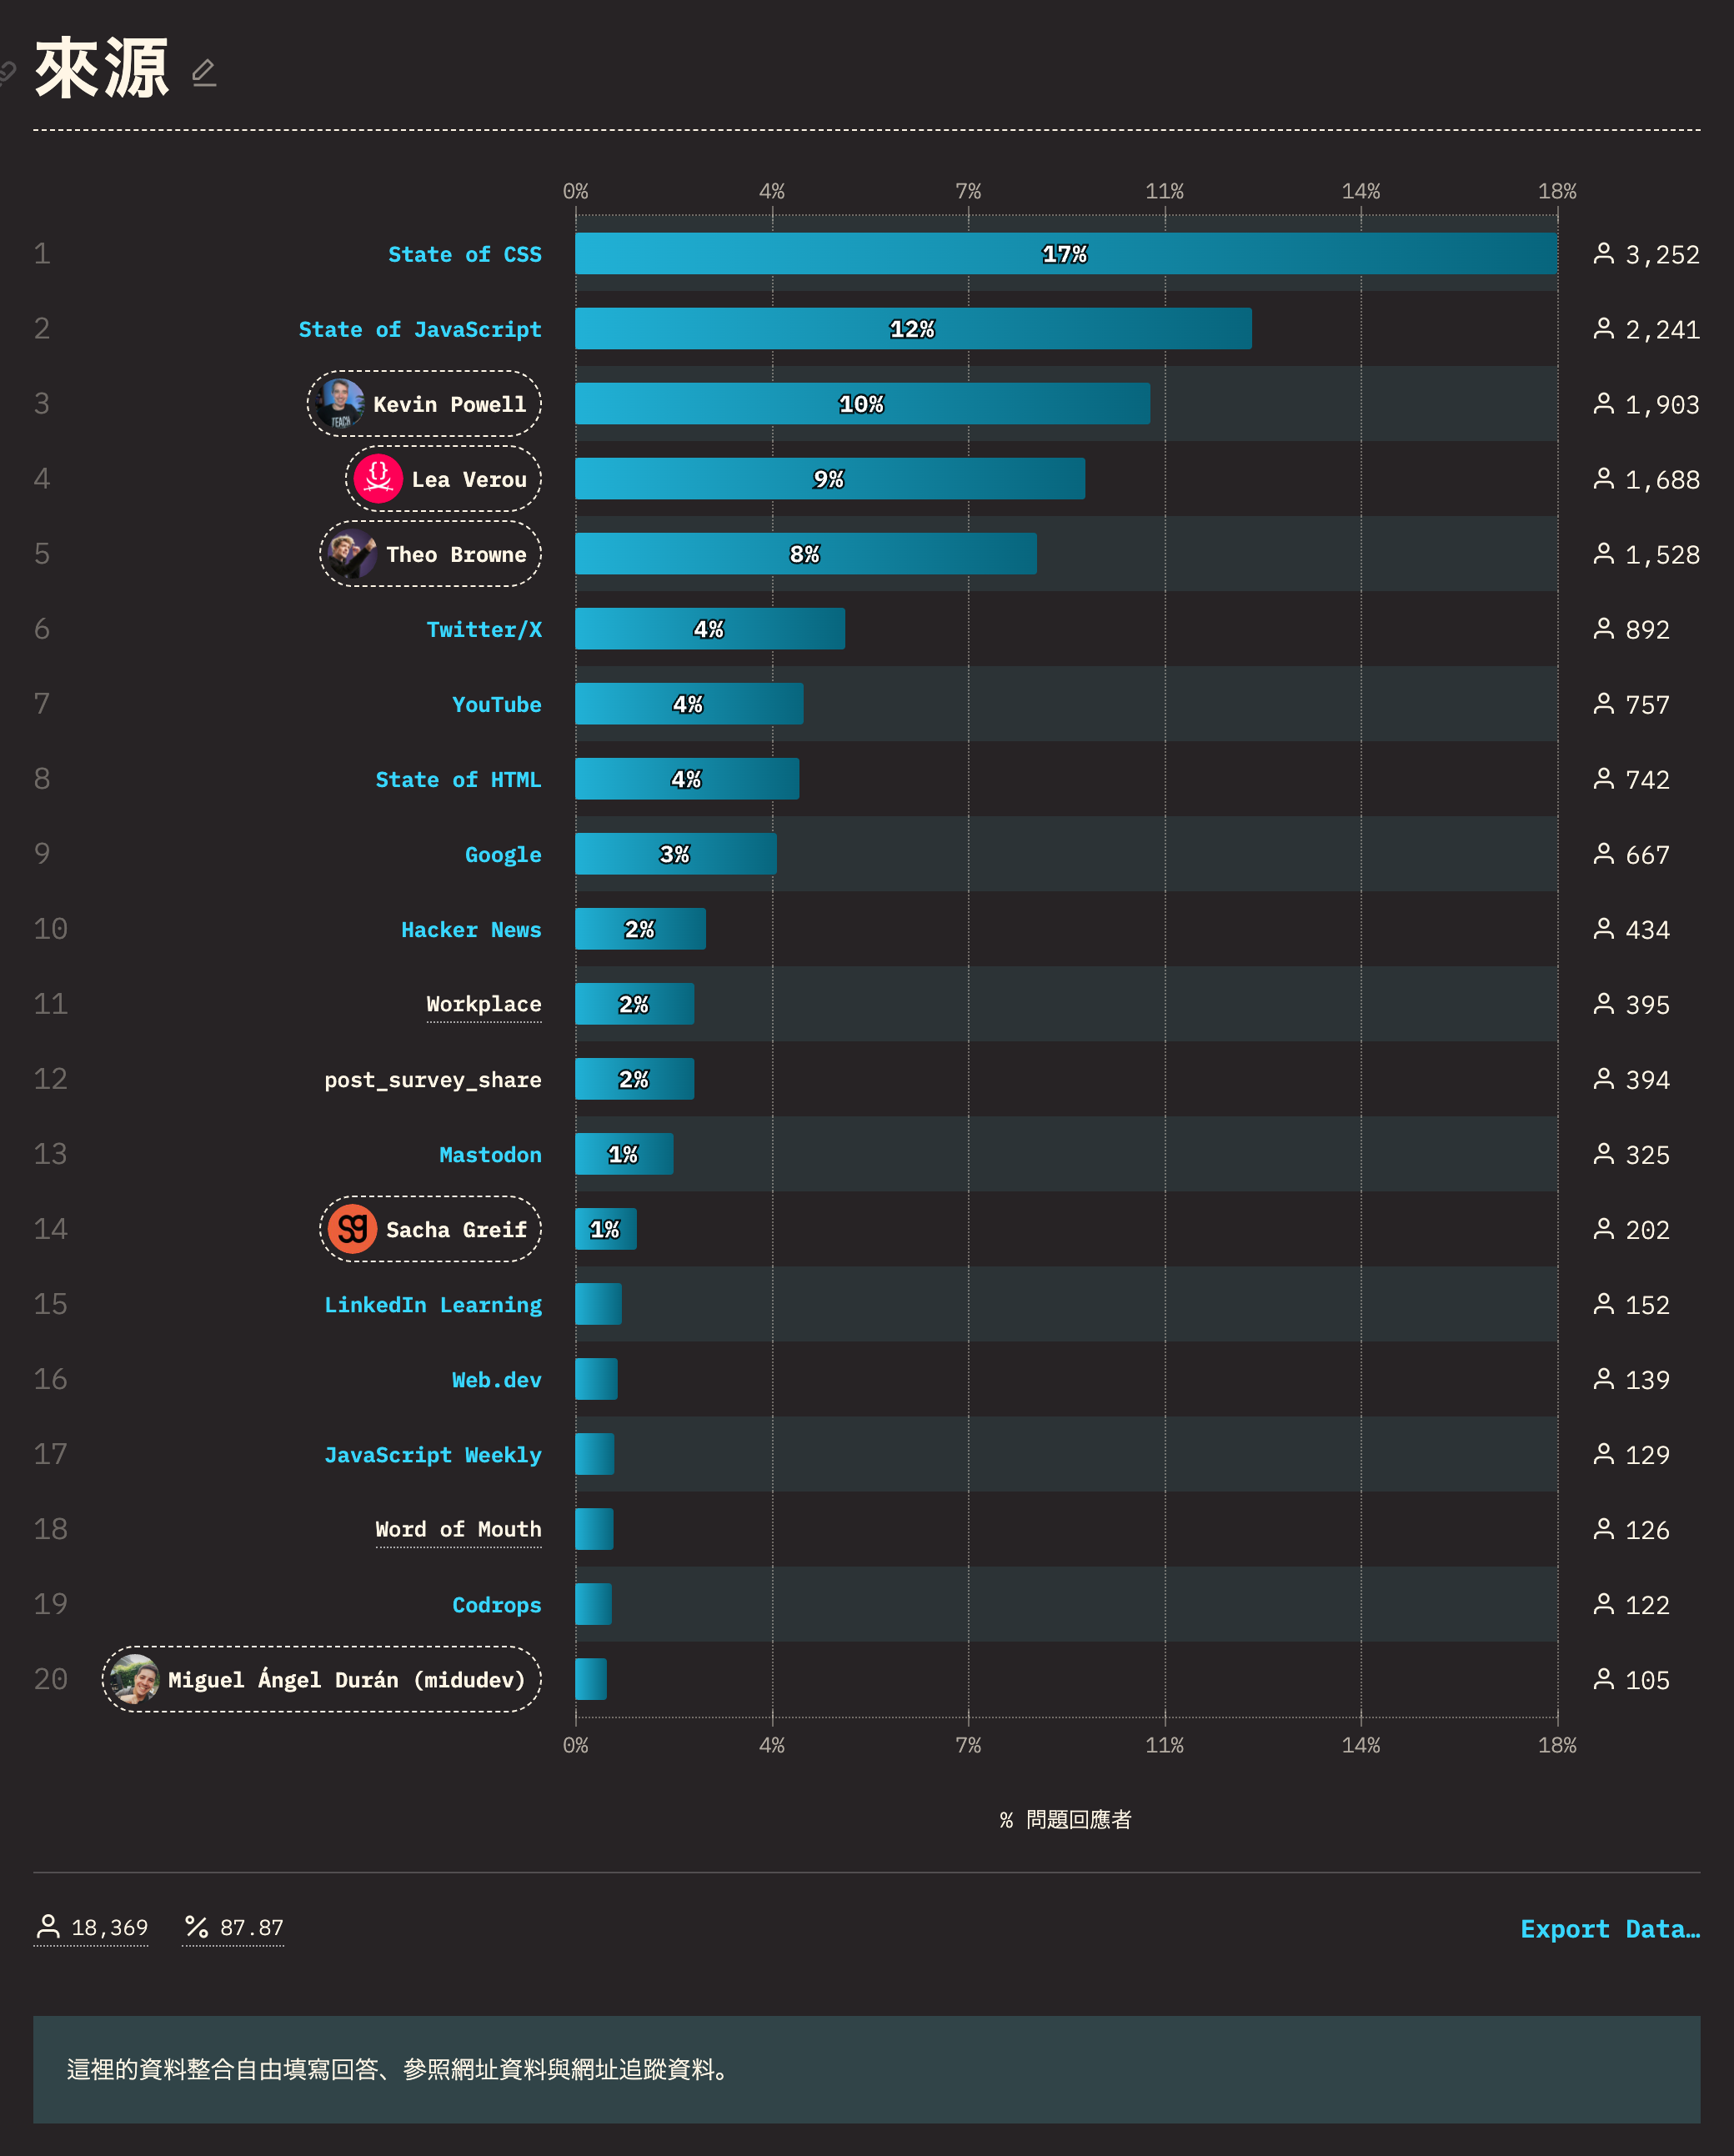 來源
0% 4% 7% 11% 14% 18%
1 State of CSS 17% 3,252
2 State of JavaScript 12% 2,241
3 Kevin Powell 10% 1,903
4 Lea Verou 9% 1,688
5 Theo Browne 8% 1,528
6 Twitter/X 4% 892
7 YouTube 4% 757
8 State of HTML 4% 742
9 Google 3% 667
10 Hacker News 2% 434
11 Workplace 2% 395
12 post_survey_share 2% 394
13 Mastodon 1% 325
14 Sg Sacha Greif 1% 202
15 LinkedIn Learning 152
16 Web.dev 139
17 JavaScript Weekly 129
18 Word of Mouth 126
19 Codrops 122
20 Miguel Ángel Durán (midudev) 105
0% 4% 7% 11% 14% 18%
% 問題回應者
18,369 % 87.87 Export Data…
這裡的資料整合自由填寫回答、參照網址資料與網址追蹤資料。